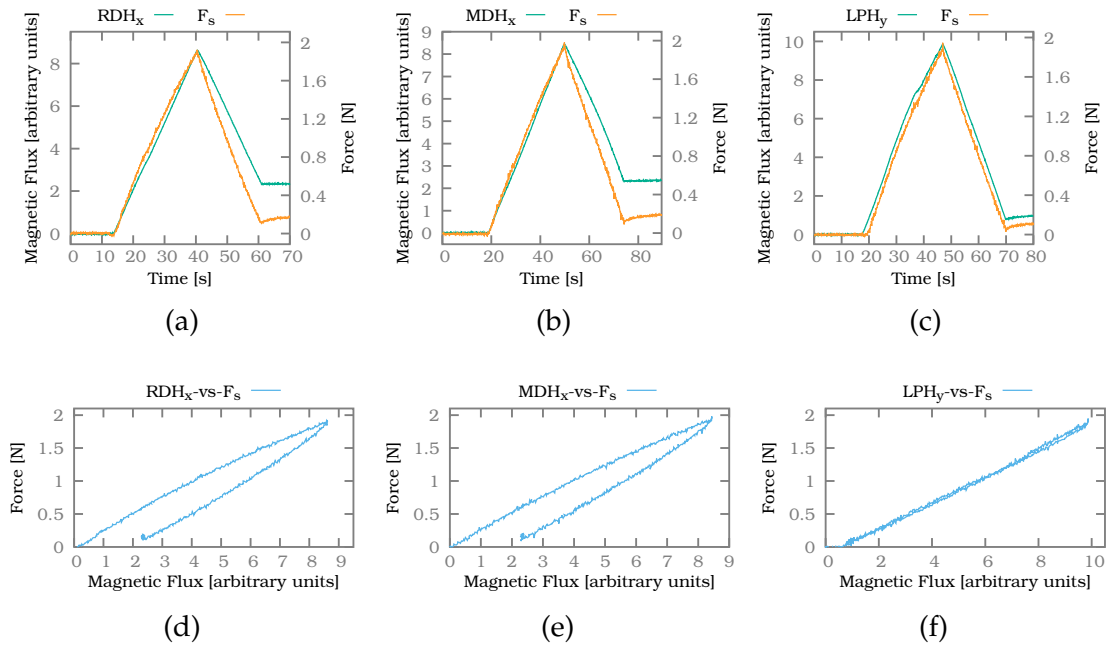 RDHx Fs
Magnetic Flux [arbitrary units]
0 2 4 6 8
0 0.4 0.8 1.2 1.6 2
Force [N]
0 10 20 30 40 50 60 70
Time [s]
(a)
MDHx Fs
Magnetic Flux [arbitrary units]
0 1 2 3 4 5 6 7 8 9
0 0.4 0.8 1.2 1.6 2
Force [N]
0 20 40 60 80
Time [s]
(b)
LPHy Fs
Magnetic Flux [arbitrary units]
0 2 4 6 8 10
0 0.4 0.8 1.2 1.6 2
Force [N]
0 10 20 30 40 50 60 70 80
Time [s]
(c)
RDHx-vs-Fs
Force [N]
0 0.5 1 1.5 2
0 1 2 3 4 5 6 7 8 9
Magnetic Flux [arbitrary units]
(d)
MDHx-vs-Fs
Force [N]
0 0.5 1 1.5 2
0 1 2 3 4 5 6 7 8 9
Magnetic Flux [arbitrary units]
(e)
LPHy-vs-Fs
Force [N]
0 0.5 1 1.5 2
0 2 4 6 8 10
Magnetic Flux [arbitrary units]
(f)